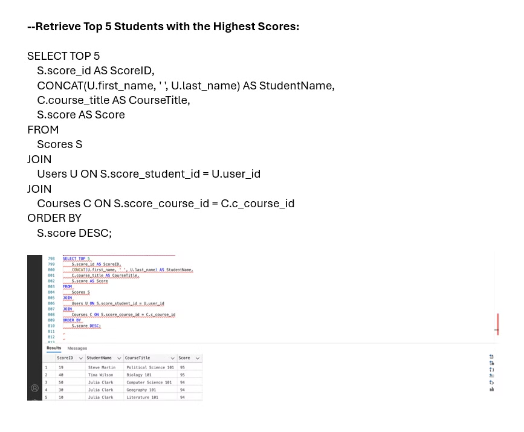 --Retrieve Top 5 Students with the Highest Scores:
SELECT TOP 5
S.score_id AS ScoreID,
CONCAT(U.first_name, ' ', U.last_name) AS StudentName,
C.course_title AS CourseTitle,
S.score AS Score
FROM
Scores S
JOIN
Users U ON S.score_student_id = U.user_id
JOIN
Courses C ON S.score_course_id = C.c_course_id
ORDER BY
S.score DESC;
SELECT TOP 5
S.score_id AS ScoreID,
CONCAT(U.first_name, ' ', U.last_name) AS StudentName,
C.course_title AS CourseTitle,
S.score AS Score
FROM
Scores S
JOIN
Users U ON S.score_student_id = U.user_id
JOIN
Courses C ON S.score_course_id = C.c_course_id
ORDER BY
S.score DESC;
Results Messages
ScoreID StudentName CourseTitle Score
1 Steve Martin Political Science 101 95
2 Tina Wilson Biology 101 95
3 Julia Clark Computer Science 101 94
4 Julia Clark Geography 101 94
5 Julia Clark Literature 101 94